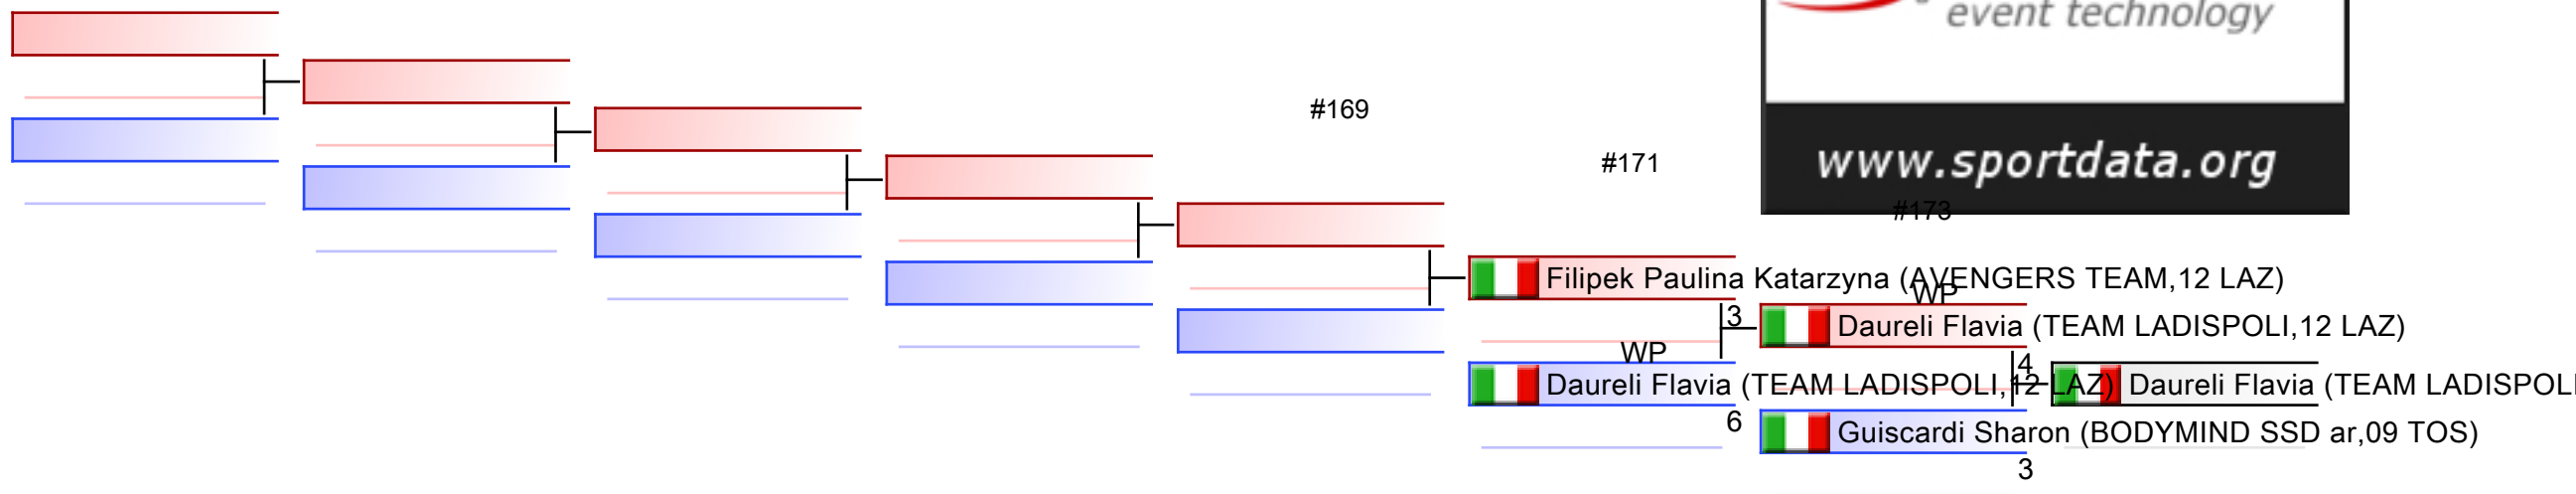 event technology
www.sportdata.org
#169
#171
#173
Filipek Paulina Katarzyna (AVENGERS TEAM,12 LAZ)
WP
3
Daureli Flavia (TEAM LADISPOLI,12 LAZ)
WP
4
Daureli Flavia (TEAM LADISPOLI,12 LAZ)
Daureli Flavia (TEAM LADISPOLI
6
Guiscardi Sharon (BODYMIND SSD ar,09 TOS)
3